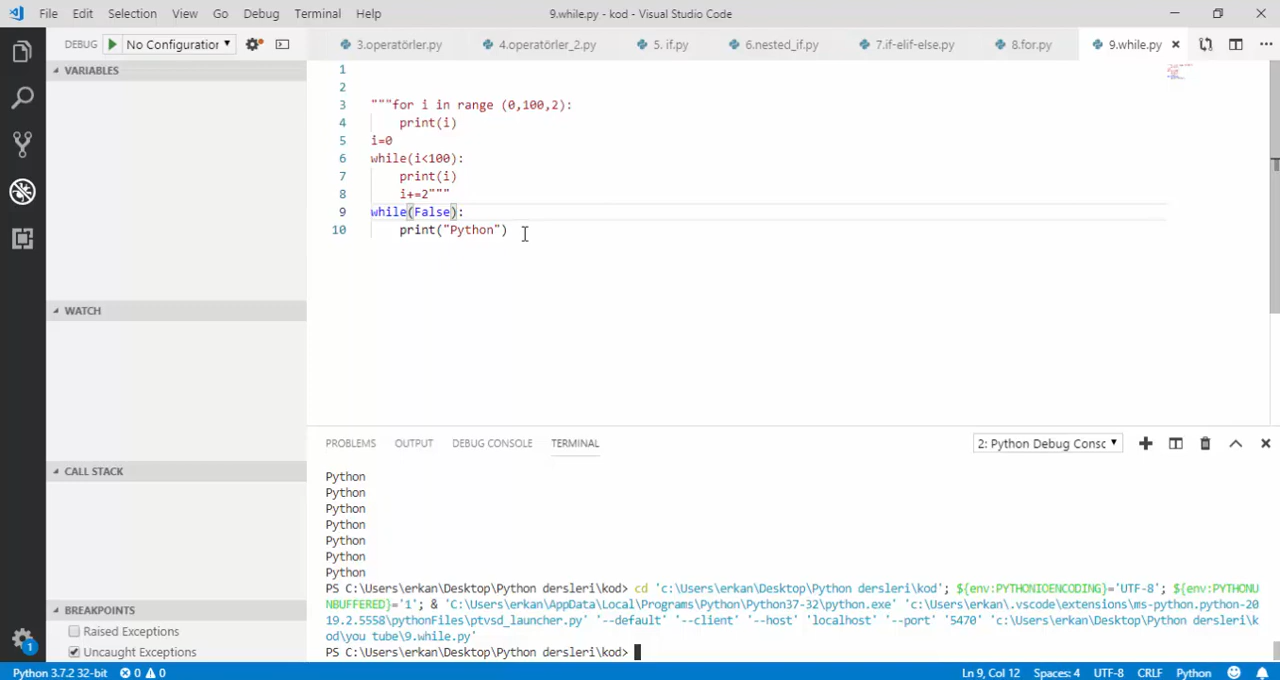 File Edit Selection View Go Debug Terminal Help 9.while.py - kod - Visual Studio Code
DEBUG No Configuration 3.operatörler.py 4.operatörler_2.py 5. if.py 6.nested_if.py 7.if-elif-else.py 8.for.py 9.while.py
VARIABLES
1
2
3 """for i in range (0,100,2):
4 print(i)
5 i=0
6 while(i<100):
7 print(i)
8 i+=2"""
9 while(False):
10 print("Python")
WATCH
PROBLEMS OUTPUT DEBUG CONSOLE TERMINAL 2: Python Debug Consc
CALL STACK
Python
Python
Python
Python
Python
Python
Python
PS C:\Users\erkan\Desktop\Python dersleri\kod> cd 'c:\Users\erkan\Desktop\Python dersleri\kod'; ${env:PYTHONIOENCODING}='UTF-8'; ${env:PYTHONU
NBUFFERED}='1'; & 'C:\Users\erkan\AppData\Local\Programs\Python\Python37-32\python.exe' 'c:\Users\erkan\.vscode\extensions\ms-python.python-20
19.2.5558\pythonFiles\ptvsd_launcher.py' '--default' '--client' '--host' 'localhost' '--port' '5470' 'c:\Users\erkan\Desktop\Python dersleri\k
od\you tube\9.while.py'
PS C:\Users\erkan\Desktop\Python dersleri\kod>
BREAKPOINTS
Raised Exceptions
Uncaught Exceptions
1
Python 3.7.2 32-bit 0 0 Ln 9, Col 12 Spaces: 4 UTF-8 CRLF Python